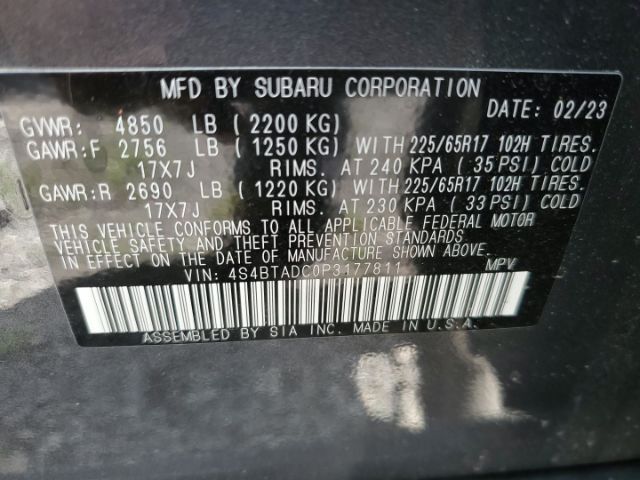 MFD BY SUBARU CORPORATION
DATE: 02/23
GVWR: 4850 LB ( 2200 KG)
GAWR:F 2756 LB ( 1250 KG) WITH 225/65R17 102H TIRES.
17X7J RIMS. AT 240 KPA ( 35 PSI) COLD
GAWR:R 2690 LB ( 1220 KG) WITH 225/65R17 102H TIRES.
17X7J RIMS. AT 230 KPA ( 33 PSI) COLD
THIS VEHICLE CONFORMS TO ALL APPLICABLE FEDERAL MOTOR
VEHICLE SAFETY AND THEFT PREVENTION STANDARDS
IN EFFECT ON THE DATE OF MANUFACTURE SHOWN ABOVE.
VIN: 4S4BTADC0P3177811 MPV
ASSEMBLED BY SIA INC. MADE IN U.S.A.